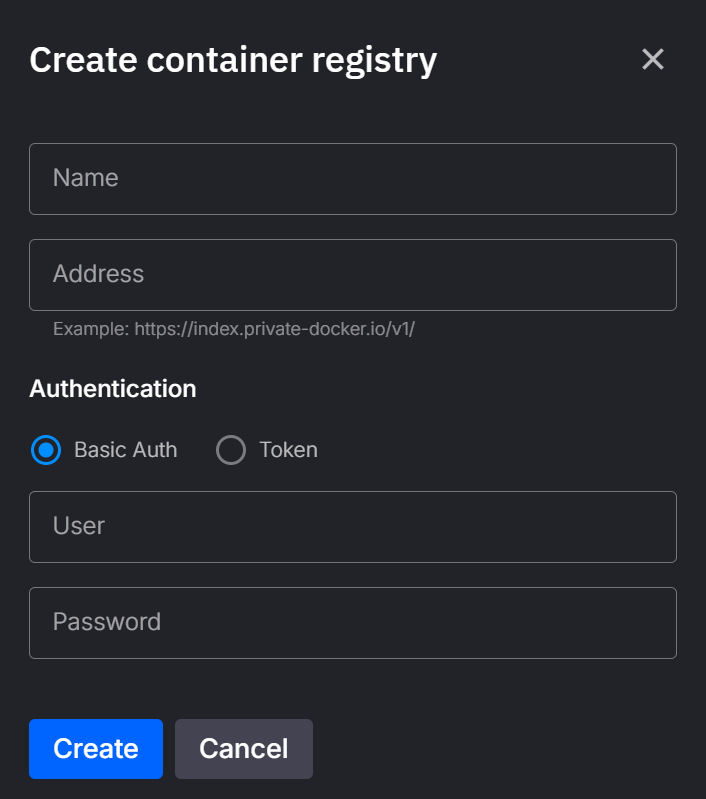 Create container registry
Name
Address
Example: https://index.private-docker.io/v1/
Authentication
Basic Auth Token
User
Password
Create Cancel